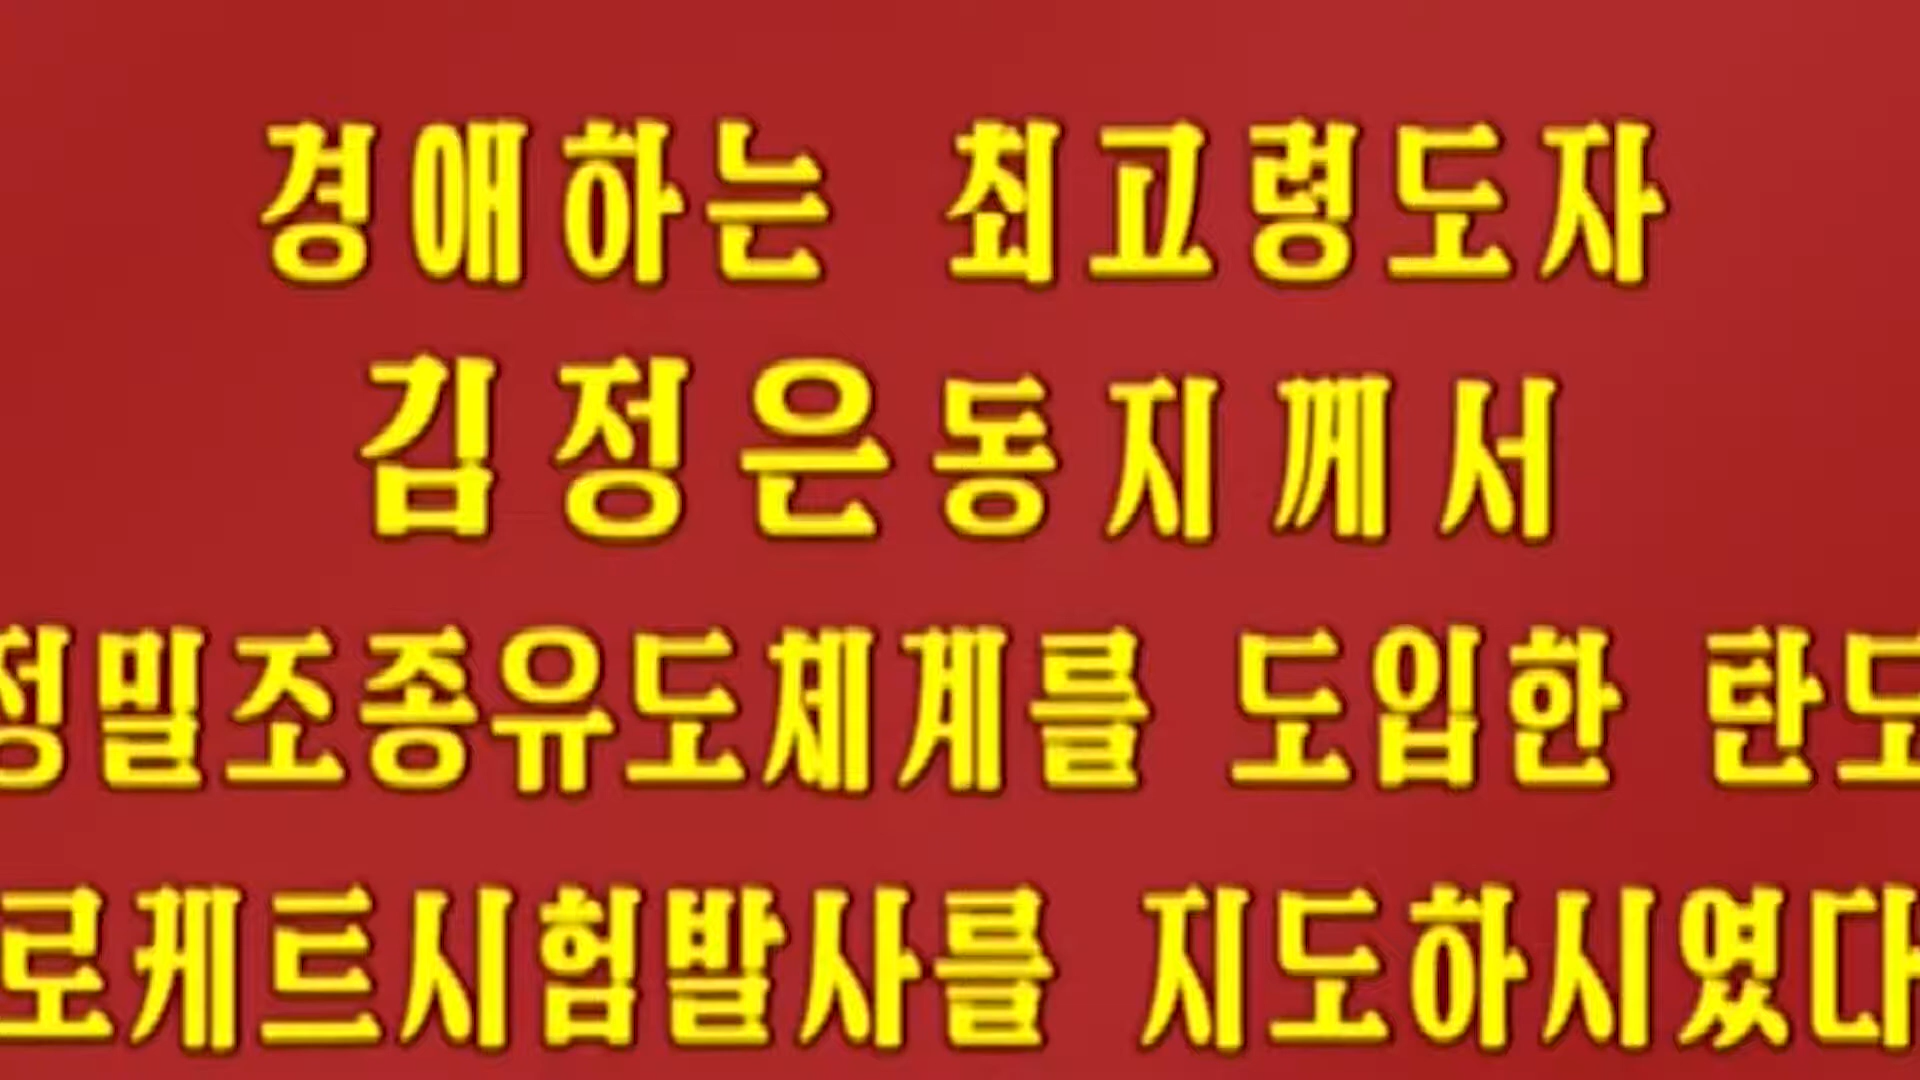 경애하는 최고령도자
김정은동지께서
정밀조종유도체계를 도입한 탄도
로케트시험발사를 지도하시였다